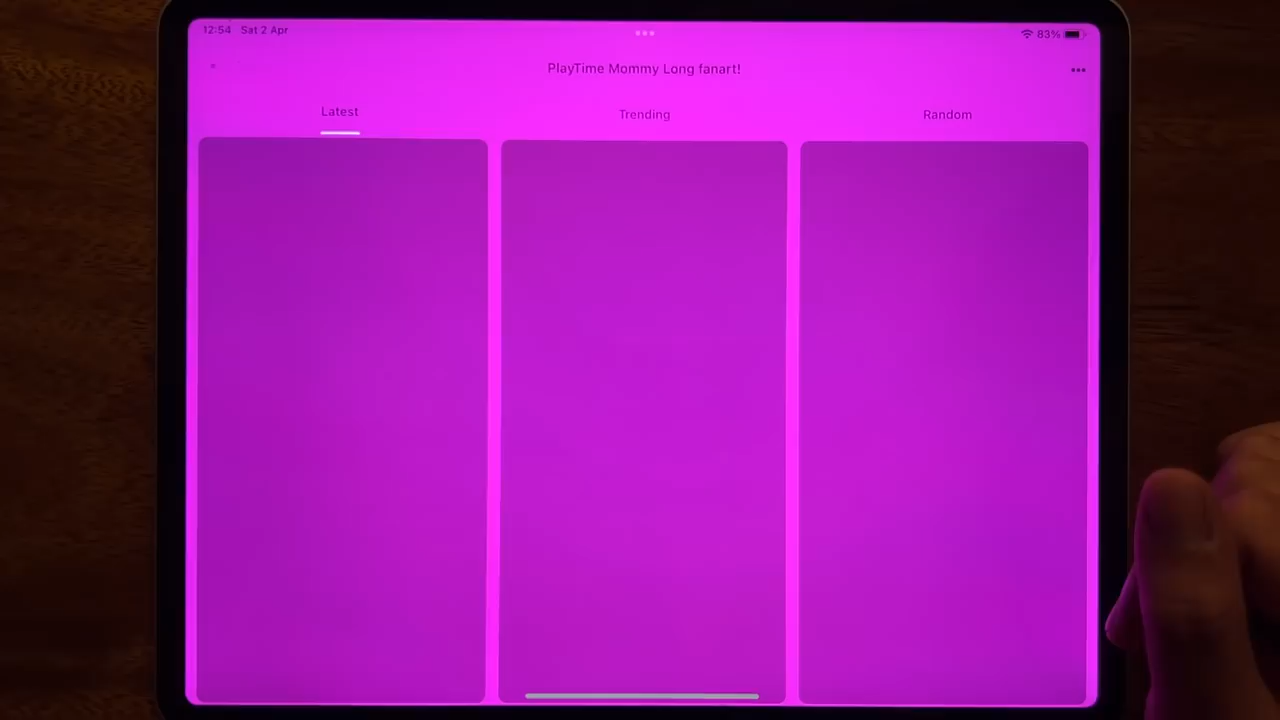 12:54 Sat 2 Apr
83%
PlayTime Mommy Long fanart!
Latest
Trending
Random